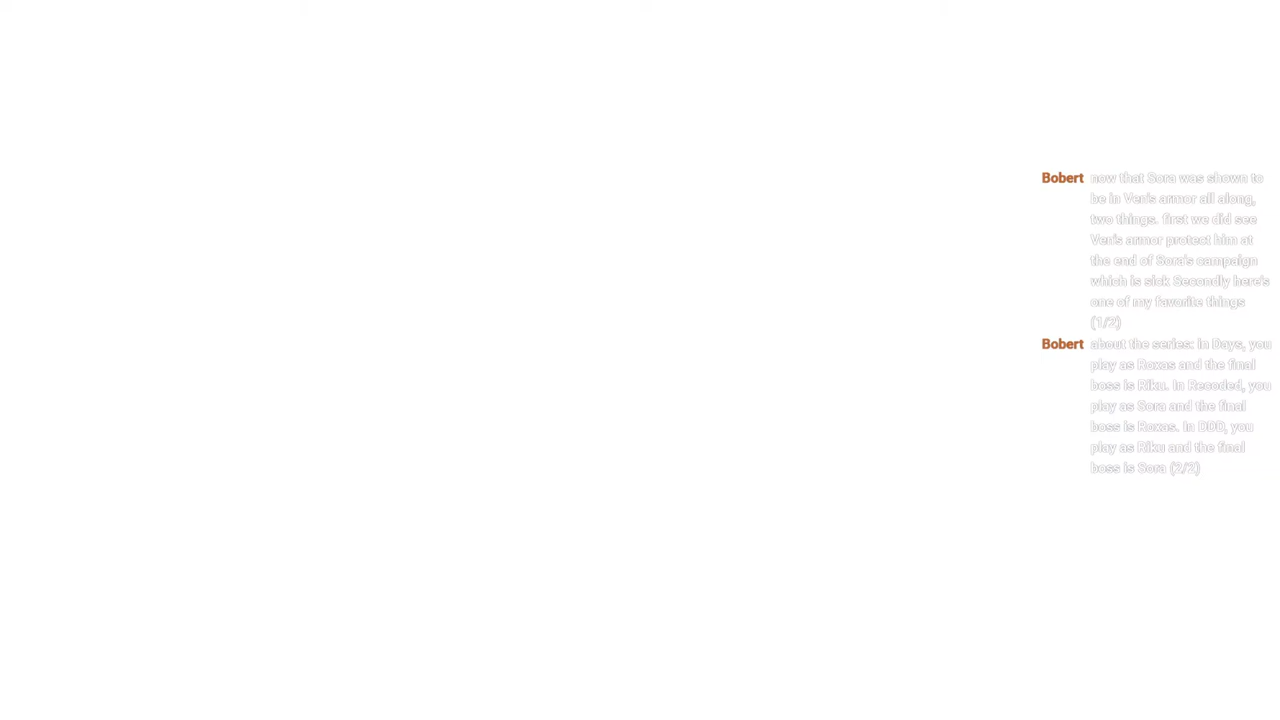 Bobert now that Sora was shown to
be in Ven's armor all along,
two things. first we did see
Ven's armor protect him at
the end of Sora's campaign
which is sick Secondly here's
one of my favorite things
(1/2)
Bobert about the series: in Days, you
play as Roxas and the final
boss is Riku. In Recoded, you
play as Sora and the final
boss is Roxas. In DDD, you
play as Riku and the final
boss is Sora (2/2)